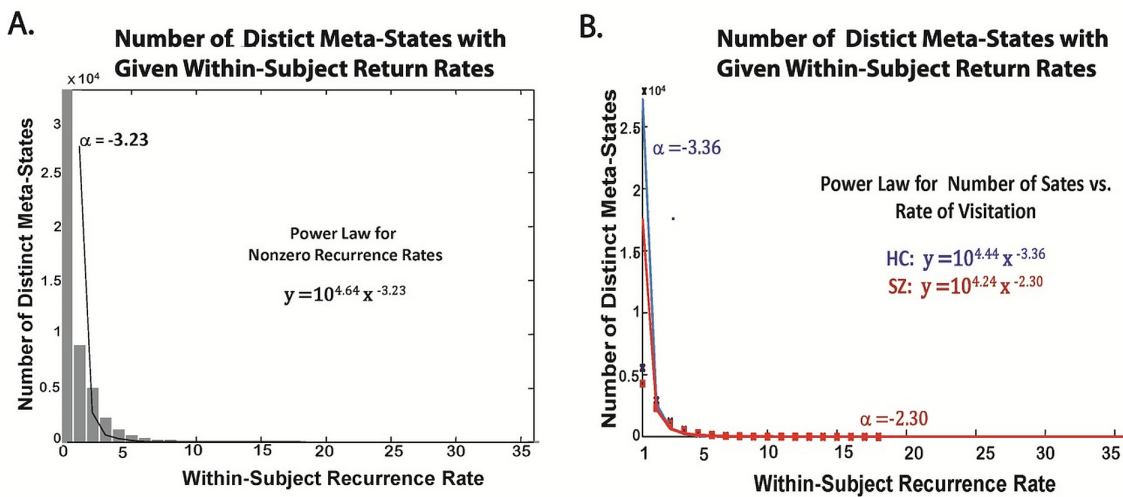 A.
Number of Distict Meta-States with
Given Within-Subject Return Rates
x 10⁴
Number of Distinct Meta-States
3
2.5
2
1.5
1
0.5
0
α = -3.23
Power Law for
Nonzero Recurrence Rates
y = 10^4.64 x^-3.23
0 5 10 15 20 25 30 35
Within-Subject Recurrence Rate
B.
Number of Distict Meta-States with
Given Within-Subject Return Rates
x10⁴
Number of Distinct Meta-States
2.5
2
1.5
1
0.5
0
α =-3.36
Power Law for Number of Sates vs.
Rate of Visitation
HC: y =10^4.44 x^-3.36
SZ: y =10^4.24 x^-2.30
α =-2.30
1 5 10 15 20 25 30 35
Within-Subject Recurrence Rate